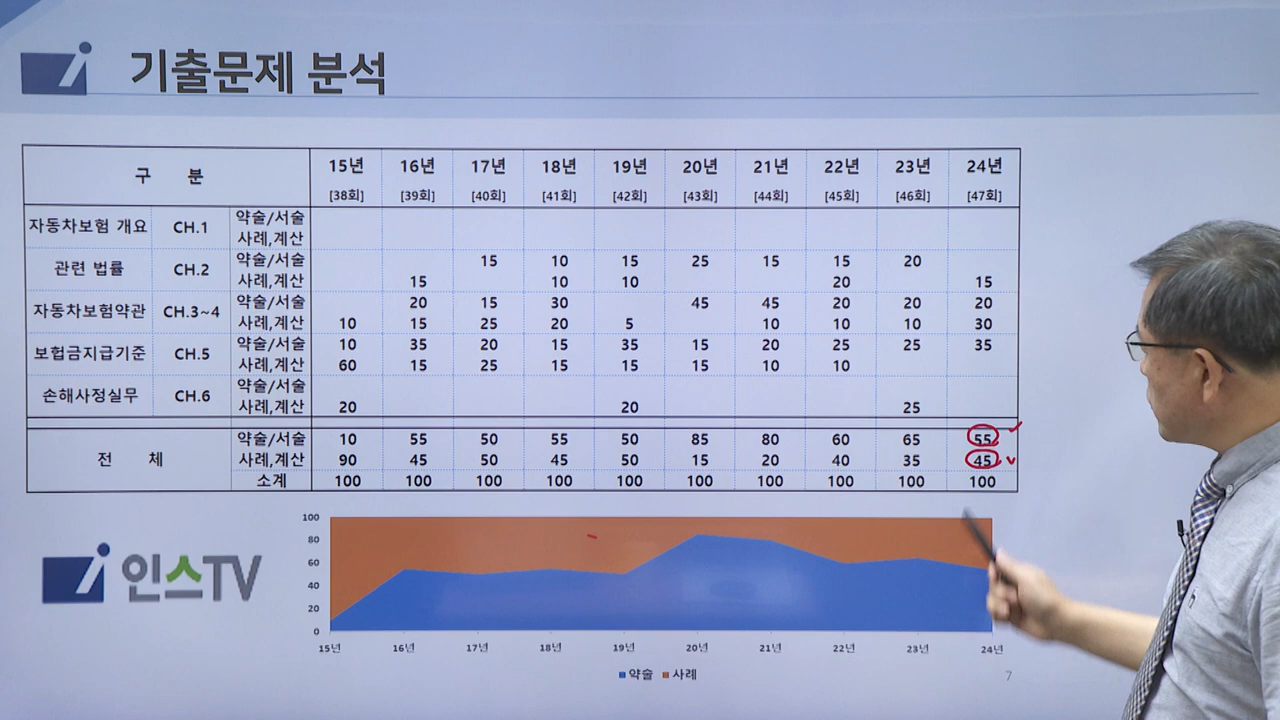 기출문제 분석
구 분 15년 16년 17년 18년 19년 20년 21년 22년 23년 24년
[38회] [39회] [40회] [41회] [42회] [43회] [44회] [45회] [46회] [47회]
자동차보험 개요 CH.1 약술/서술
사례,계산
관련 법률 CH.2 약술/서술 15 10 15 25 15 15 20
사례,계산 15 10 10 20 15
자동차보험약관 CH.3~4 약술/서술 20 15 30 45 45 20 20 20
사례,계산 10 15 25 20 5 10 10 10 30
보험금지급기준 CH.5 약술/서술 10 35 20 15 35 15 20 25 25 35
사례,계산 60 15 25 15 15 15 10 10
손해사정실무 CH.6 약술/서술
사례,계산 20 20 25
전 체 약술/서술 10 55 50 55 50 85 80 60 65 55
사례,계산 90 45 50 45 50 15 20 40 35 45
소계 100 100 100 100 100 100 100 100 100 100
100
80
60
40
20
0
15년 16년 17년 18년 19년 20년 21년 22년 23년 24년
약술 사례
인스TV
7